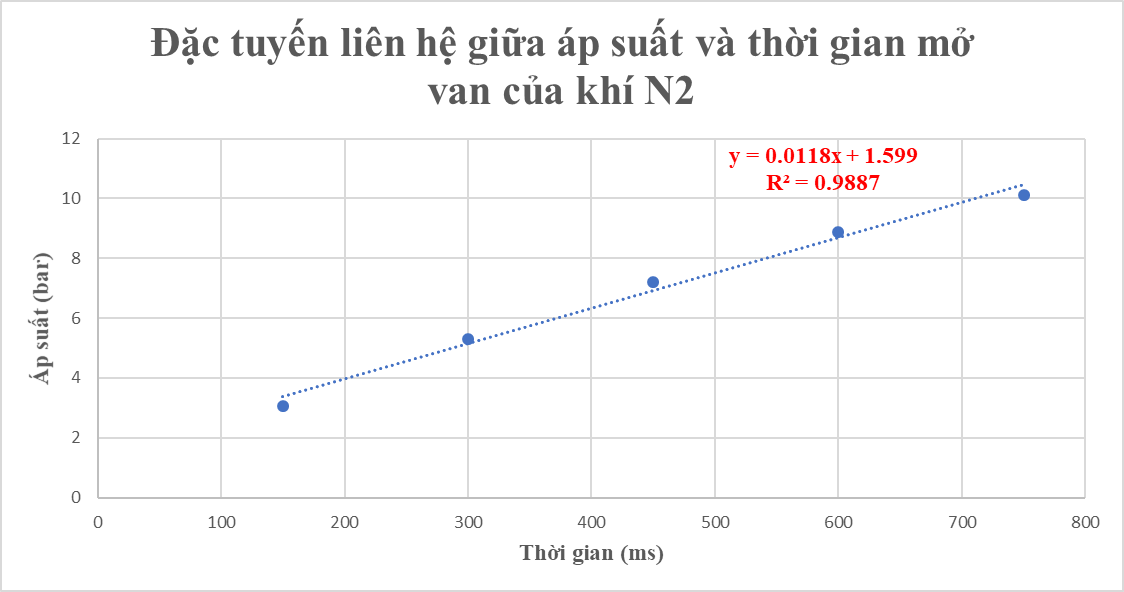 Đặc tuyến liên hệ giữa áp suất và thời gian mở
van của khí N2
y = 0.0118x + 1.599
R² = 0.9887
Áp suất (bar)
12
10
8
6
4
2
0
0 100 200 300 400 500 600 700 800
Thời gian (ms)